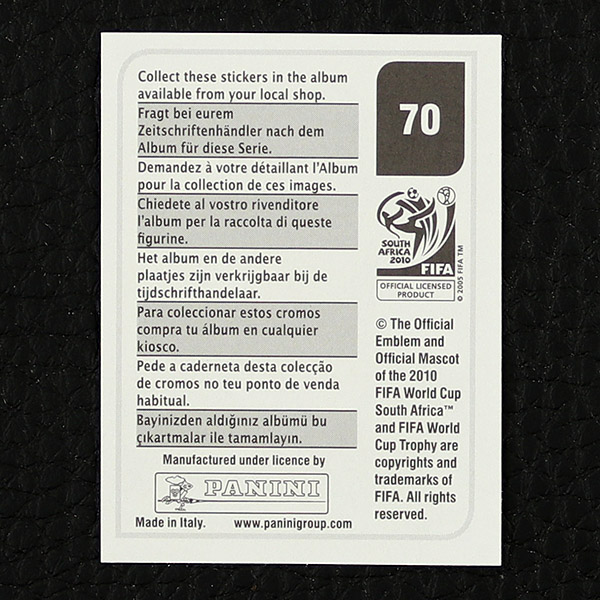 Collect these stickers in the album
available from your local shop.
Fragt bei eurem
Zeitschriftenhändler nach dem
Album für diese Serie.
Demandez à votre détaillant l'Album
pour la collection de ces images.
Chiedete al vostro rivenditore
l'album per la raccolta di queste
figurine.
Het album en de andere
plaatjes zijn verkrijgbaar bij de
tijdschrifthandelaar.
Para coleccionar estos cromos
compra tu álbum en cualquier
kiosco.
Pede a caderneta desta colecção
de cromos no teu ponto de venda
habitual.
Bayinizden aldığınız albümü bu
çıkartmalar ile tamamlayın.
Manufactured under licence by
PANINI
Made in Italy.
www.paninigroup.com
70
SOUTH
AFRICA
2010
FIFA
OFFICIAL LICENSED
PRODUCT
© 2005 FIFA TM
© The Official
Emblem and
Official Mascot
of the 2010
FIFA World Cup
South Africa™
and FIFA World
Cup Trophy are
copyrights and
trademarks of
FIFA. All rights
reserved.